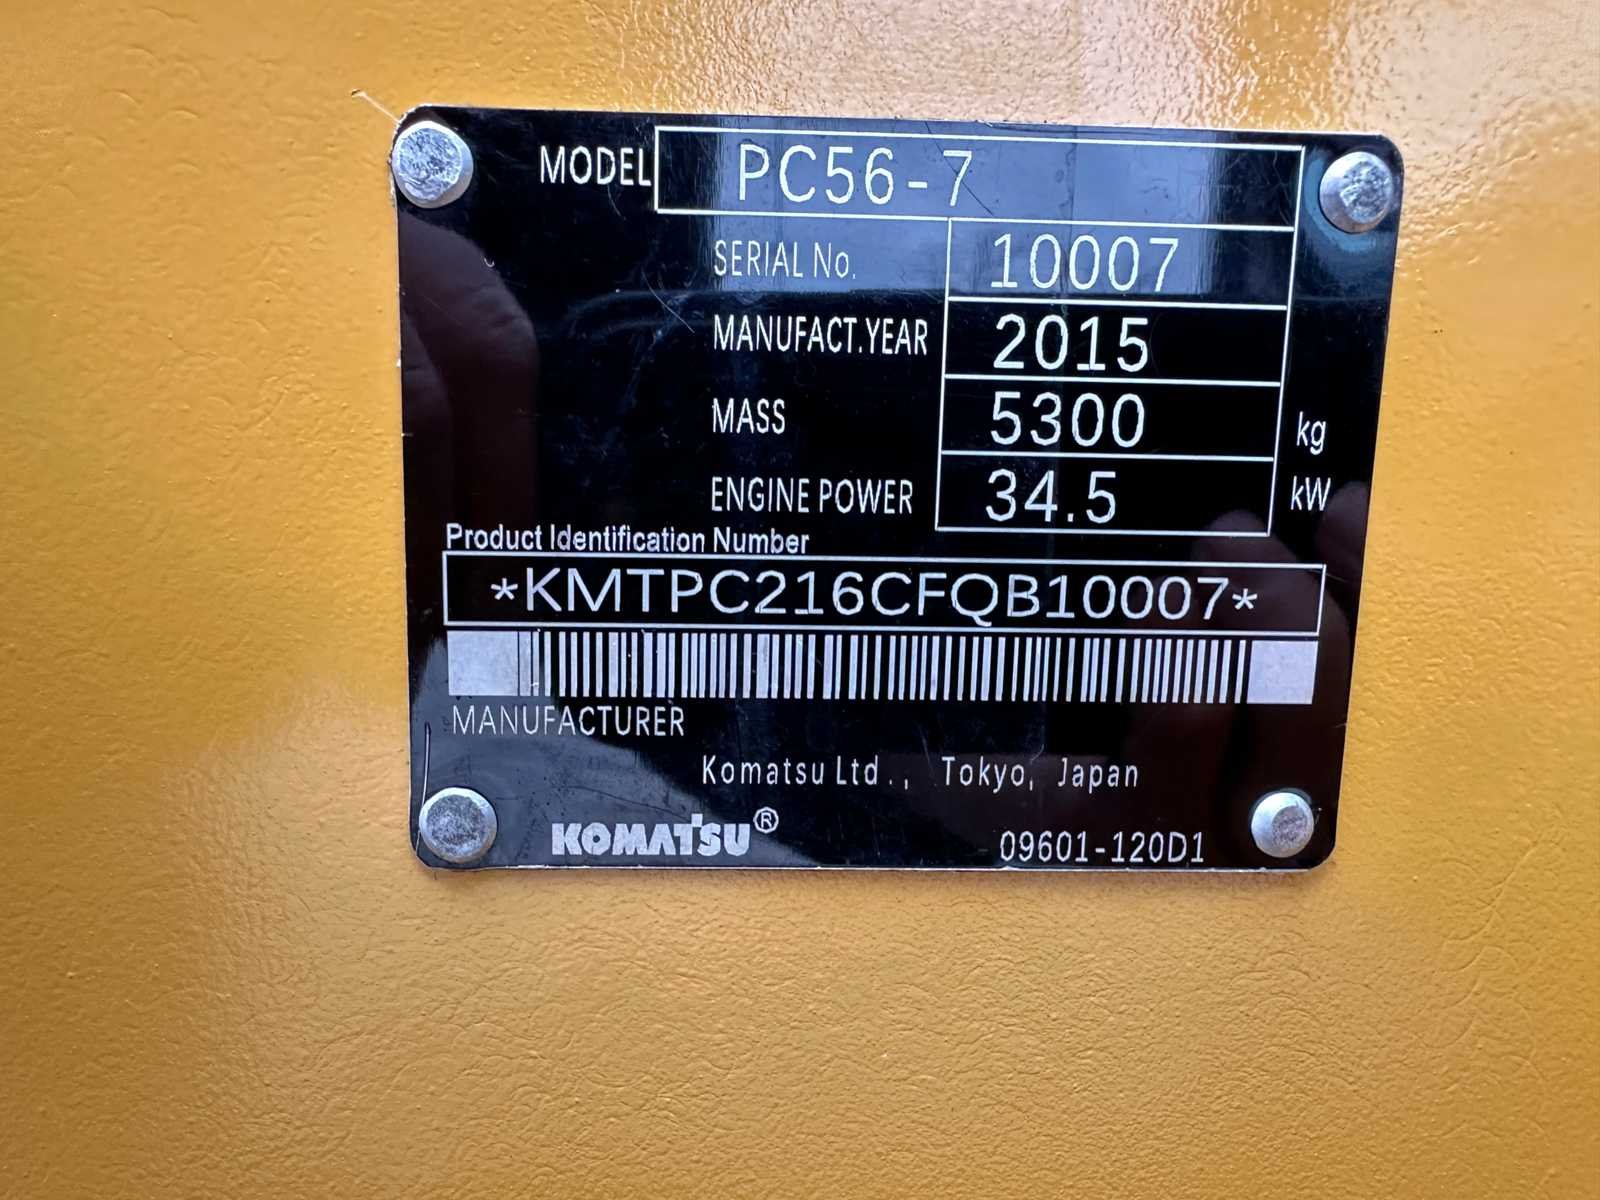 MODEL PC56-7
SERIAL No. 10007
MANUFACT.YEAR 2015
MASS 5300 kg
ENGINE POWER 34.5 kW
Product Identification Number
*KMTPC216CFQB10007*
MANUFACTURER
Komatsu Ltd., Tokyo, Japan
KOMATSU® 09601-120D1